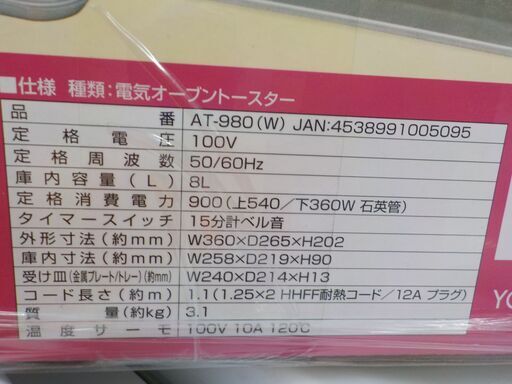 ■仕様 種類:電気オーブントースター
品番 AT-980(W) JAN:4538991005095
定格電圧 100V
定格周波数 50/60Hz
庫内容量(L) 8L
定格消費電力 900(上540/下360W 石英管)
タイマースイッチ 15分計ベル音
外形寸法(約mm) W360×D265×H202
庫内寸法(約mm) W258×D219×H90
受け皿(金属プレート/トレー)(約mm) W240×D214×H13
コード長さ(約m) 1.1(1.25×2 HHFF耐熱コード/12A プラグ)
質量(約kg) 3.1
温度サーモ 100V 10A 120℃